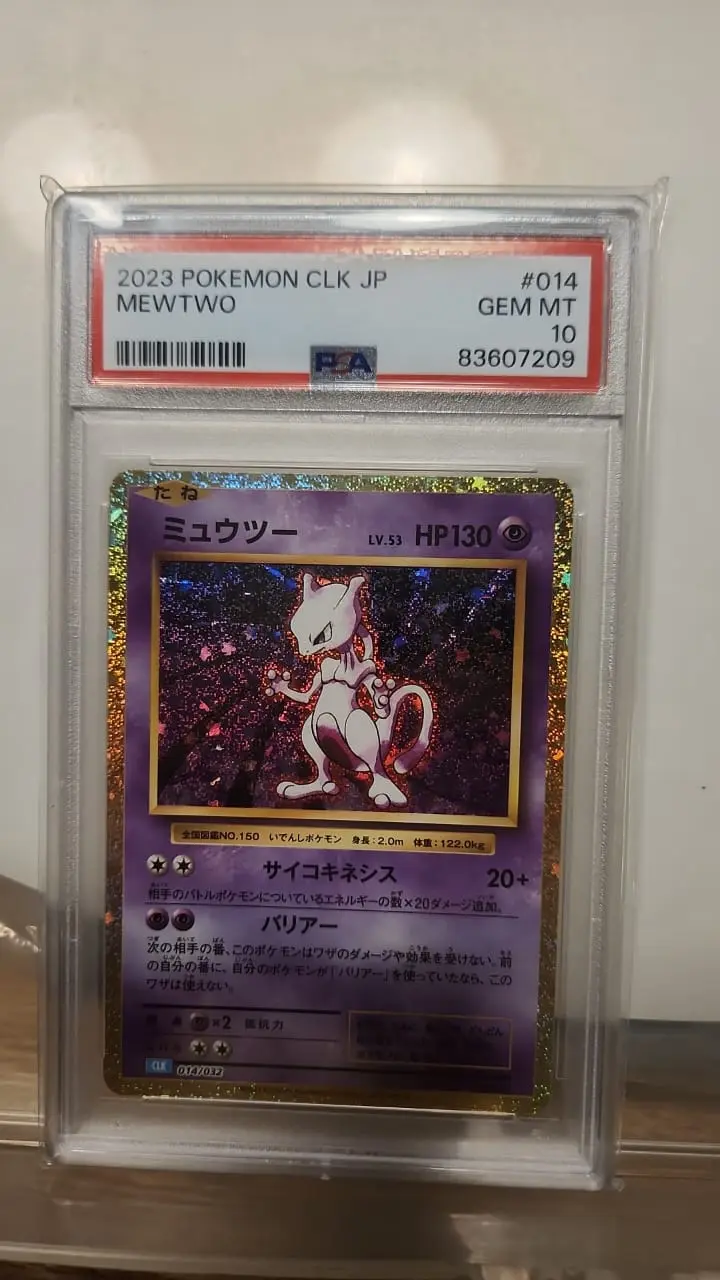 2023 POKEMON CLK JP #014
MEWTWO GEM MT
10
83607209
PSA
たね
ミュウツー LV.53 HP130
全国図鑑NO.150 いでんしポケモン 身長:2.0m 体重:122.0kg
サイコキネシス 20+
相手のバトルポケモンについているエネルギーの数×20ダメージ追加。
バリアー
次の相手の番、このポケモンはワザのダメージや効果を受けない。前
の自分の番に、自分のポケモンが「バリアー」を使っていたなら、この
ワザは使えない。
×2 抵抗力
CLK 014/032